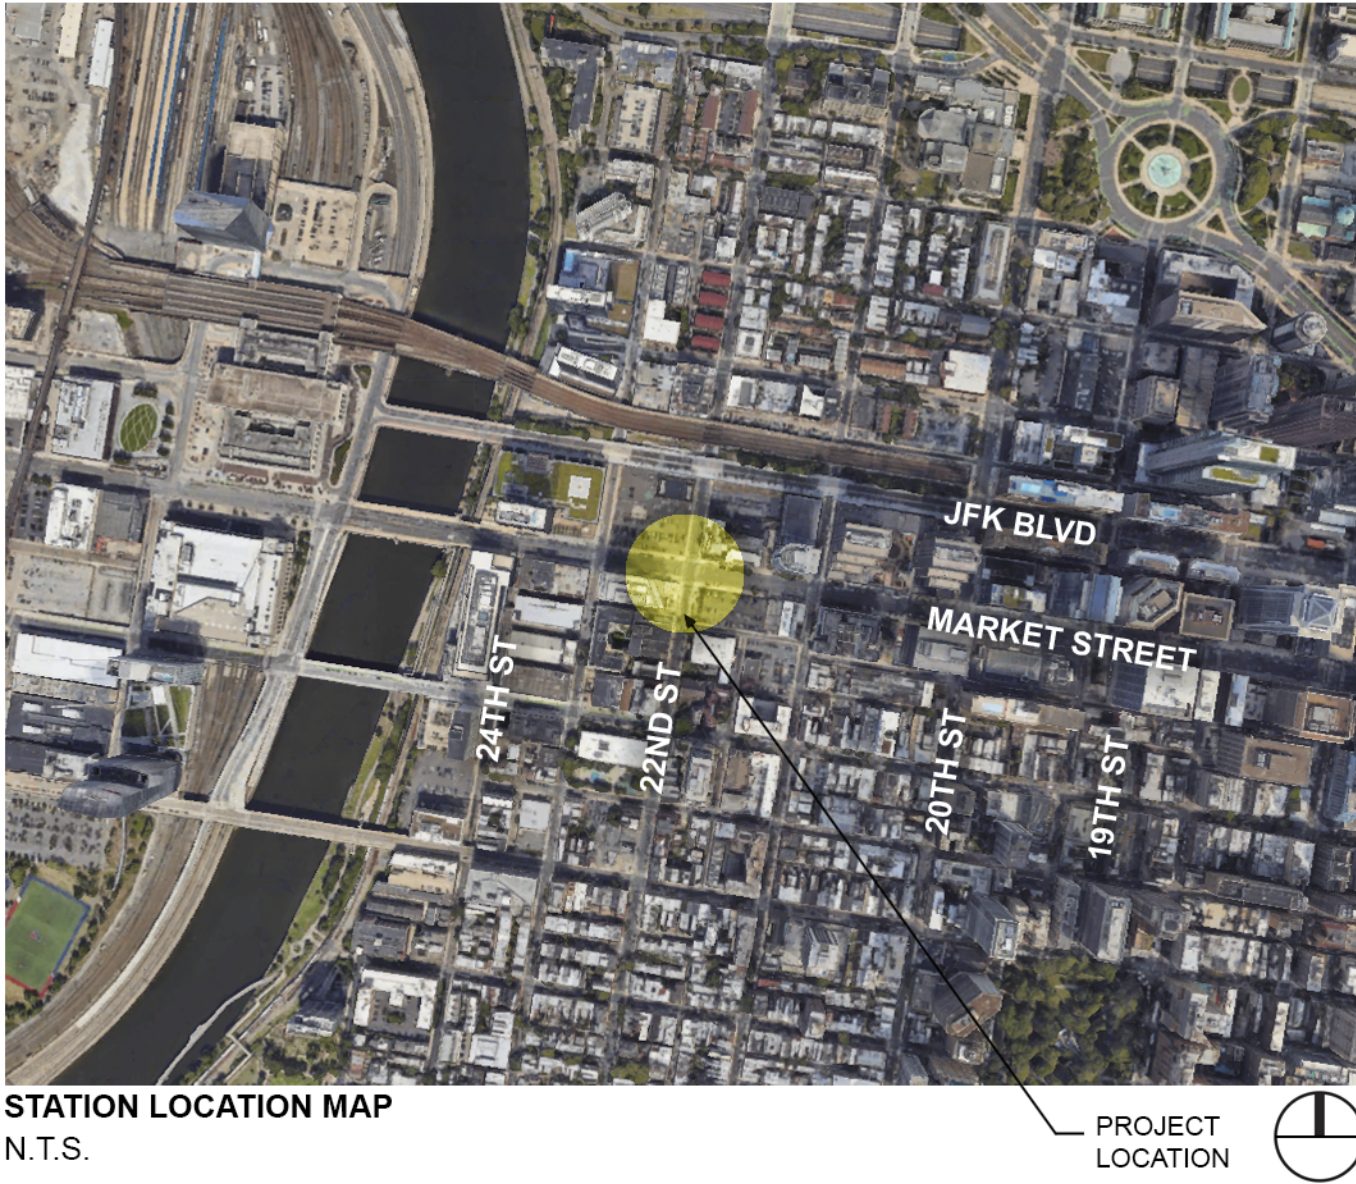 JFK BLVD
MARKET STREET
24TH ST
22ND ST
20TH ST
19TH ST
STATION LOCATION MAP
N.T.S.
PROJECT
LOCATION